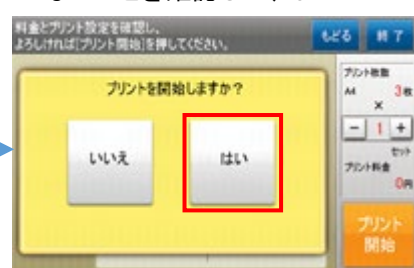 料金とプリント設定を確認し、
よろしければ[プリント開始]を押してください。
もどる
終了
プリントを開始しますか？
いいえ
はい
プリント枚数
A4 3枚
×
- 1 +
セット
プリント料金
0円
プリント
開始